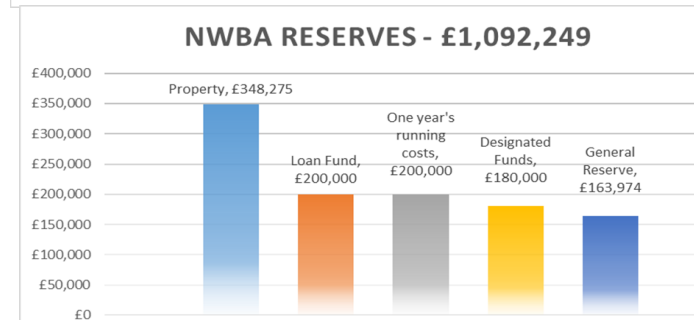 NWBA RESERVES - £1,092,249
£400,000
£350,000
£300,000
£250,000
£200,000
£150,000
£100,000
£50,000
£0
Property, £348,275
Loan Fund,
£200,000
One year's
running
costs,
£200,000
Designated
Funds,
£180,000
General
Reserve,
£163,974